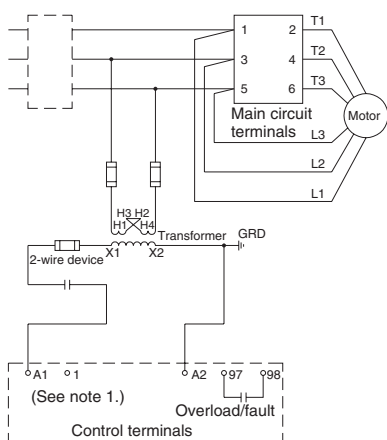 1 2 T1
3 4 T2
5 6 T3
Motor
Main circuit
terminals
L3
L2
L1
H3 H2
H1 H4
Transformer GRD
X1 X2
2-wire device
A1 1 A2 97 98
(See note 1.)
Overload/fault
Control terminals